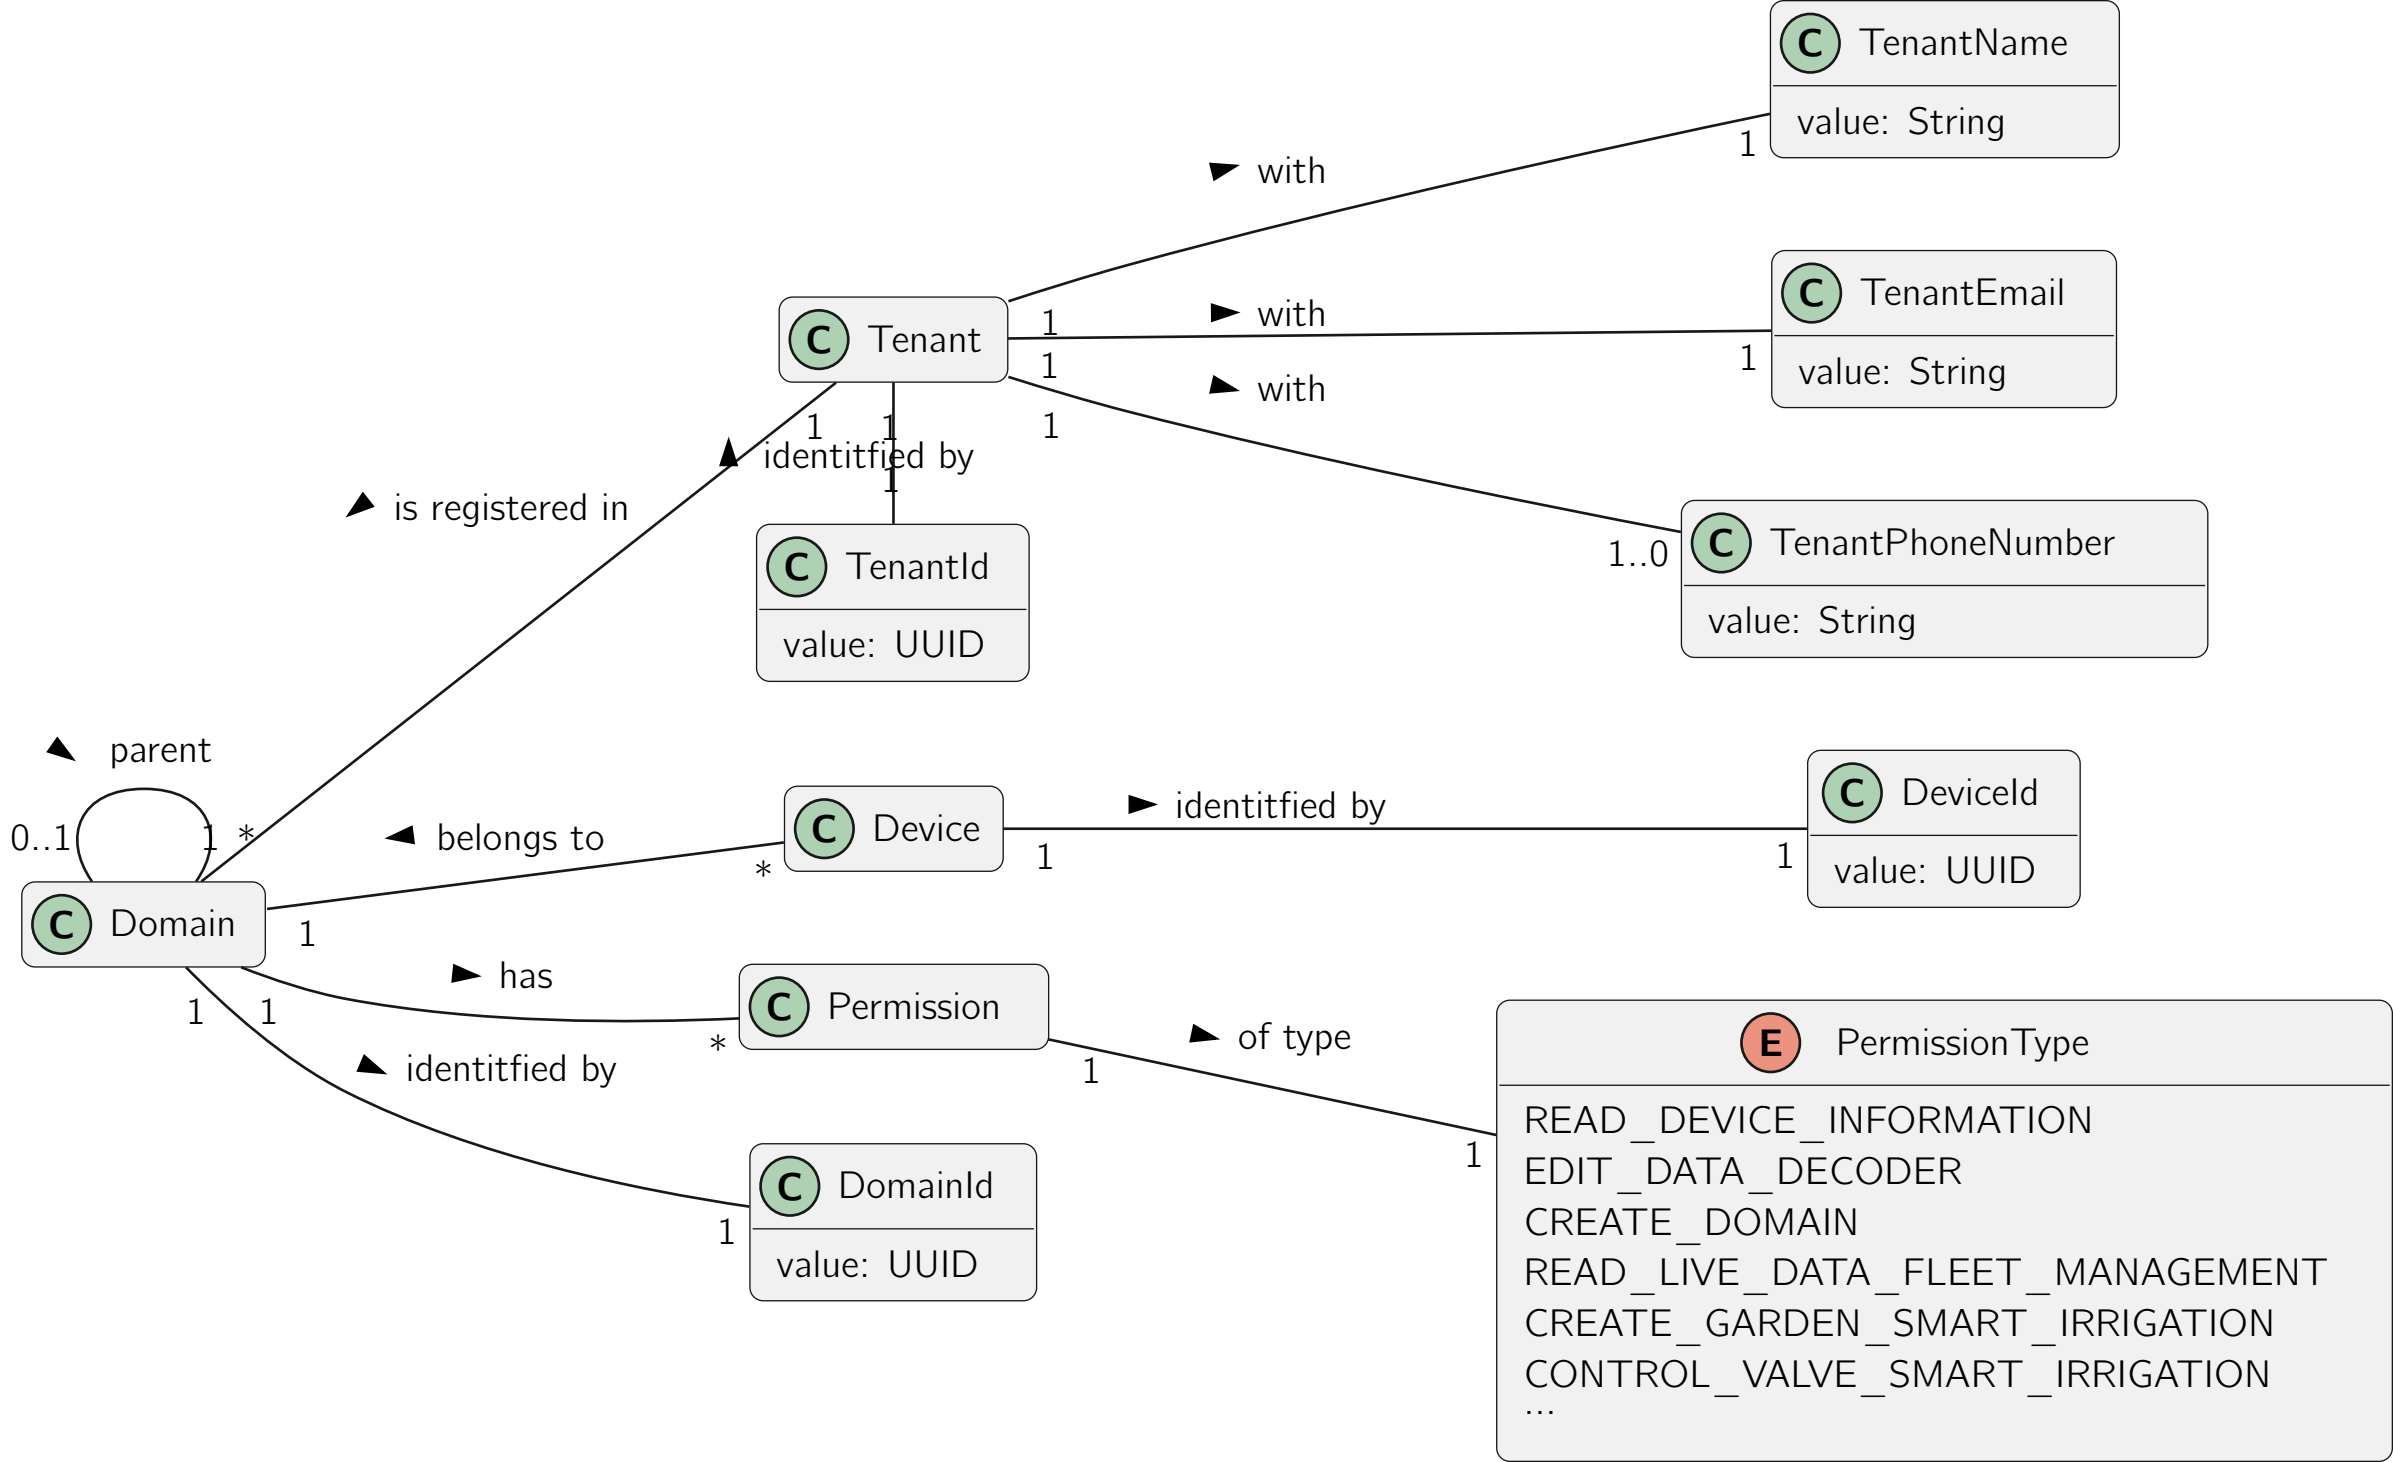 C TenantName
value: String
with
1
C TenantEmail
value: String
1
with
1
C Tenant
1
with
1
1
C TenantPhoneNumber
value: String
1..0
1
1
identitfied by
1
is registered in
C TenantId
value: UUID
parent
0..1
1
*
C Domain
belongs to
1
*
C Device
identitfied by
1
1
C DeviceId
value: UUID
has
1
1
*
C Permission
of type
1
1
identitfied by
1
C DomainId
value: UUID
E PermissionType
READ_DEVICE_INFORMATION
EDIT_DATA_DECODER
CREATE_DOMAIN
READ_LIVE_DATA_FLEET_MANAGEMENT
CREATE_GARDEN_SMART_IRRIGATION
CONTROL_VALVE_SMART_IRRIGATION
...